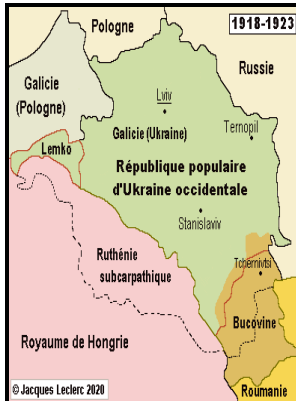 Pologne
1918-1923
Galicie
(Pologne)
Russie
Lviv
Galicie (Ukraine)
Ternopil
Lemko
République populaire
d'Ukraine occidentale
Stanislaviv
Ruthénie
subcarpathique
Tchernivtsi
Bucovine
Royaume de Hongrie
Roumanie
© Jacques Leclerc 2020